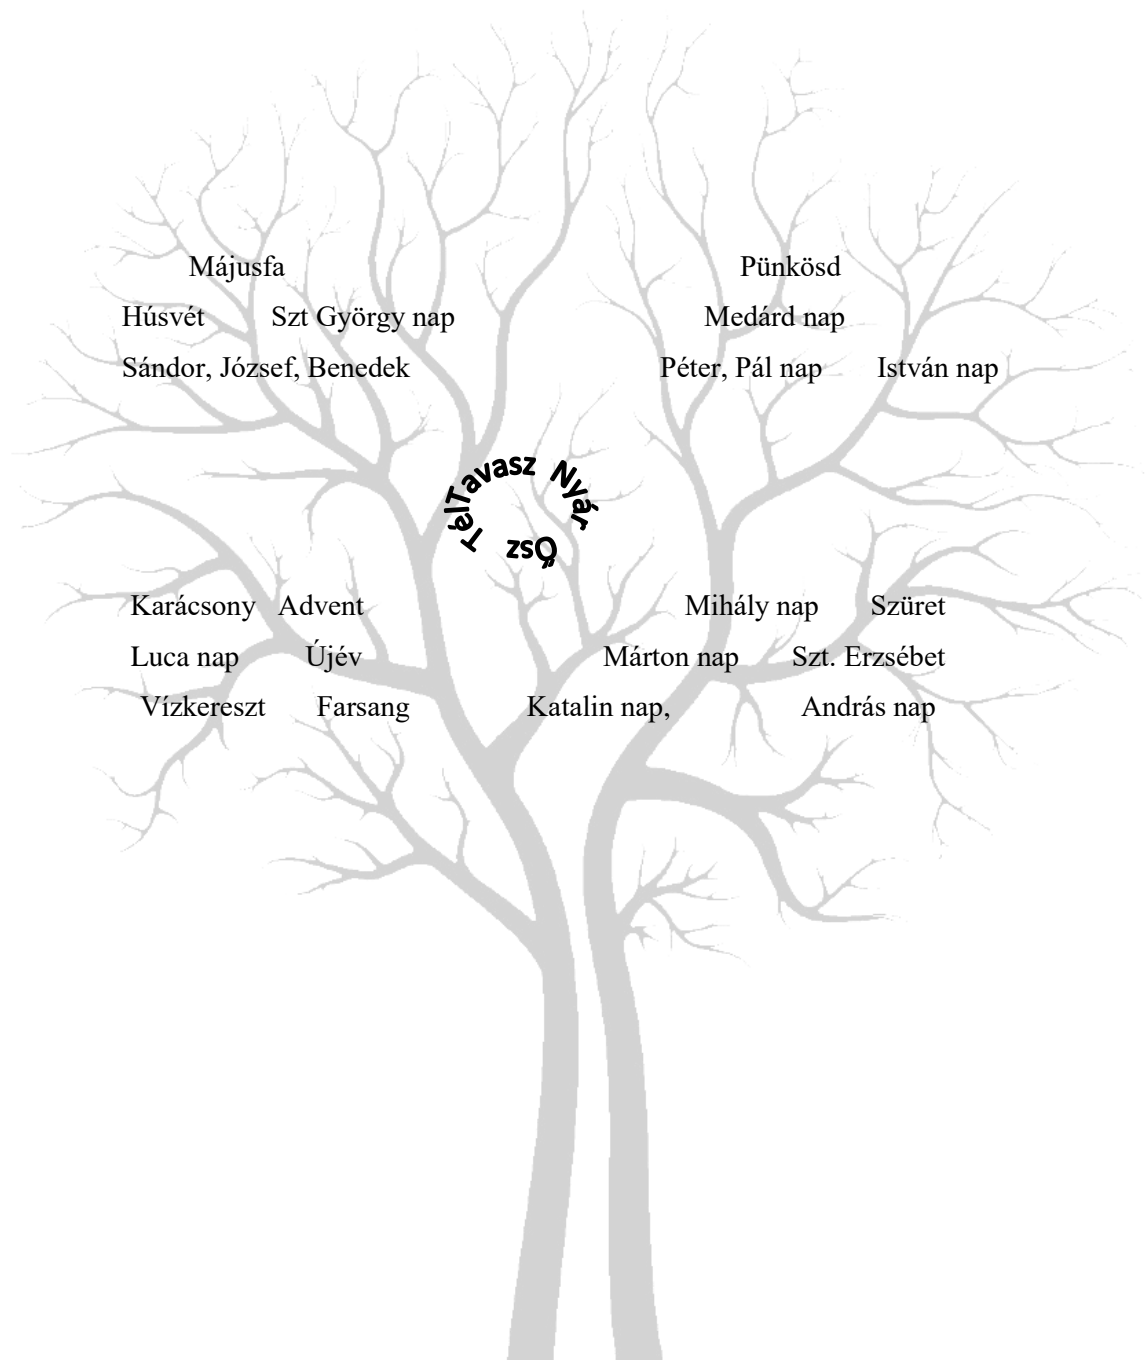 Májusfa
Húsvét Szt György nap
Sándor, József, Benedek
Pünkösd
Medárd nap
Péter, Pál nap István nap
Tavasz Nyár Ősz Tél
Karácsony Advent
Luca nap Újév
Vízkereszt Farsang
Mihály nap Szüret
Márton nap Szt. Erzsébet
Katalin nap, András nap